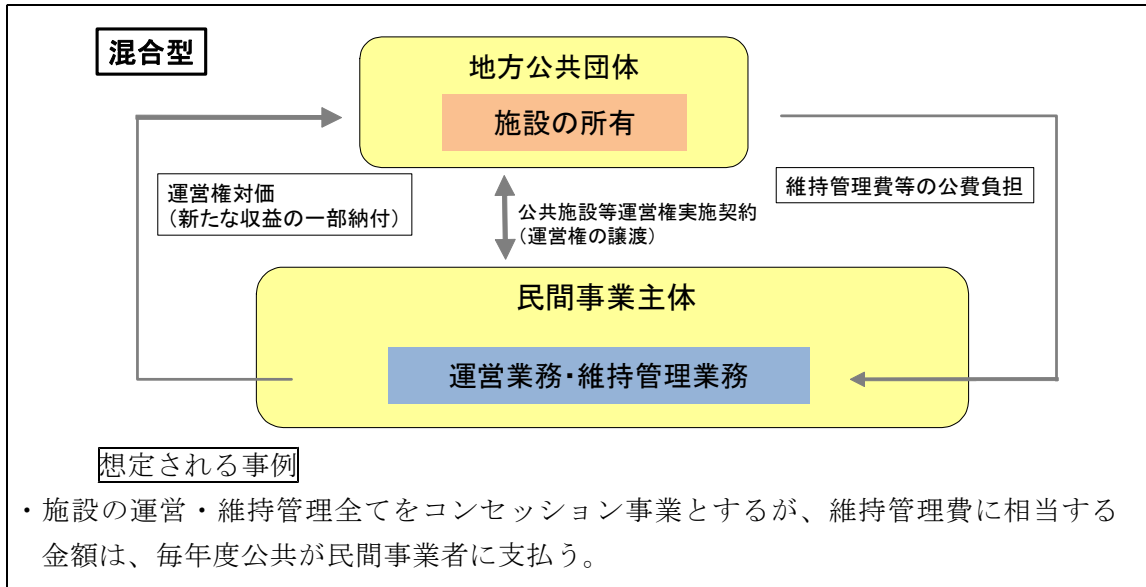 混合型
地方公共団体
施設の所有
運営権対価
(新たな収益の一部納付)
維持管理費等の公費負担
公共施設等運営権実施契約
(運営権の譲渡)
民間事業主体
運営業務・維持管理業務
想定される事例
・施設の運営・維持管理全てをコンセッション事業とするが、維持管理費に相当する
金額は、毎年度公共が民間事業者に支払う。